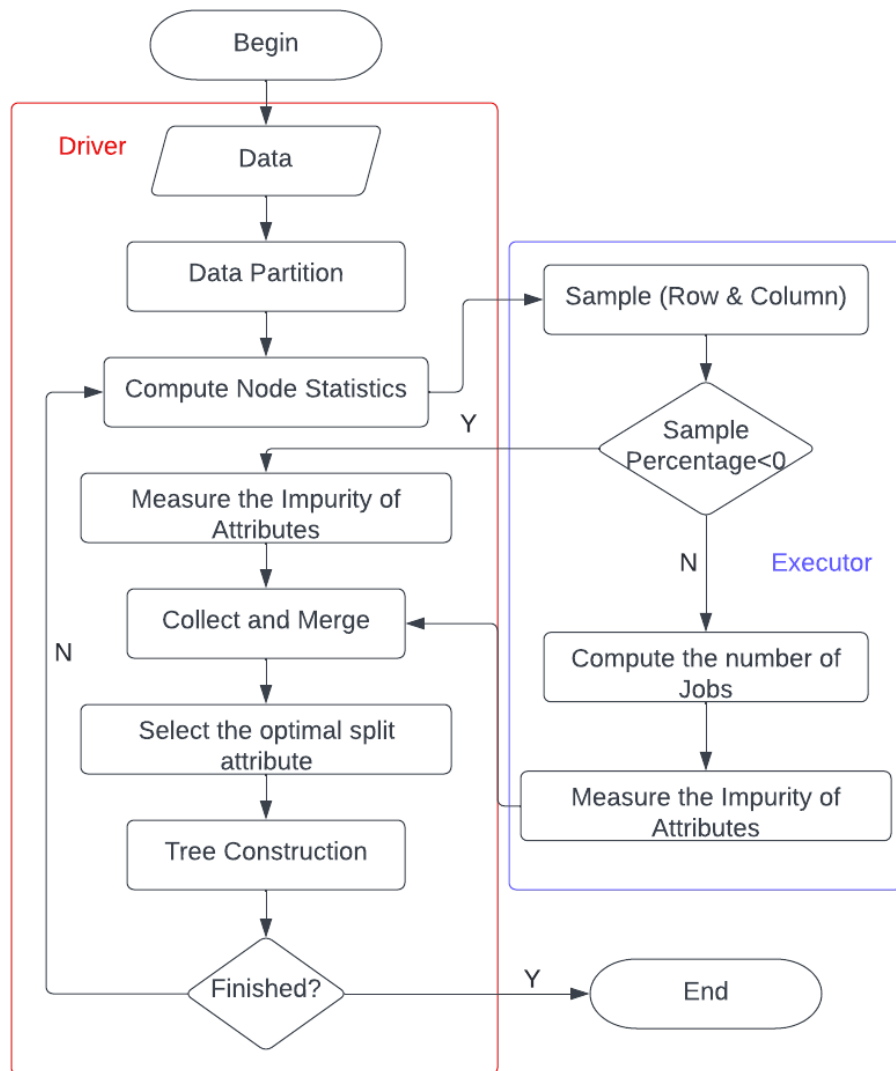 Begin
Driver
Data
Data Partition
Sample (Row & Column)
Compute Node Statistics
Y
Sample
Percentage<0
Measure the Impurity of
Attributes
N
Executor
Collect and Merge
N
Compute the number of
Jobs
Select the optimal split
attribute
Measure the Impurity of
Attributes
Tree Construction
Finished?
Y
End